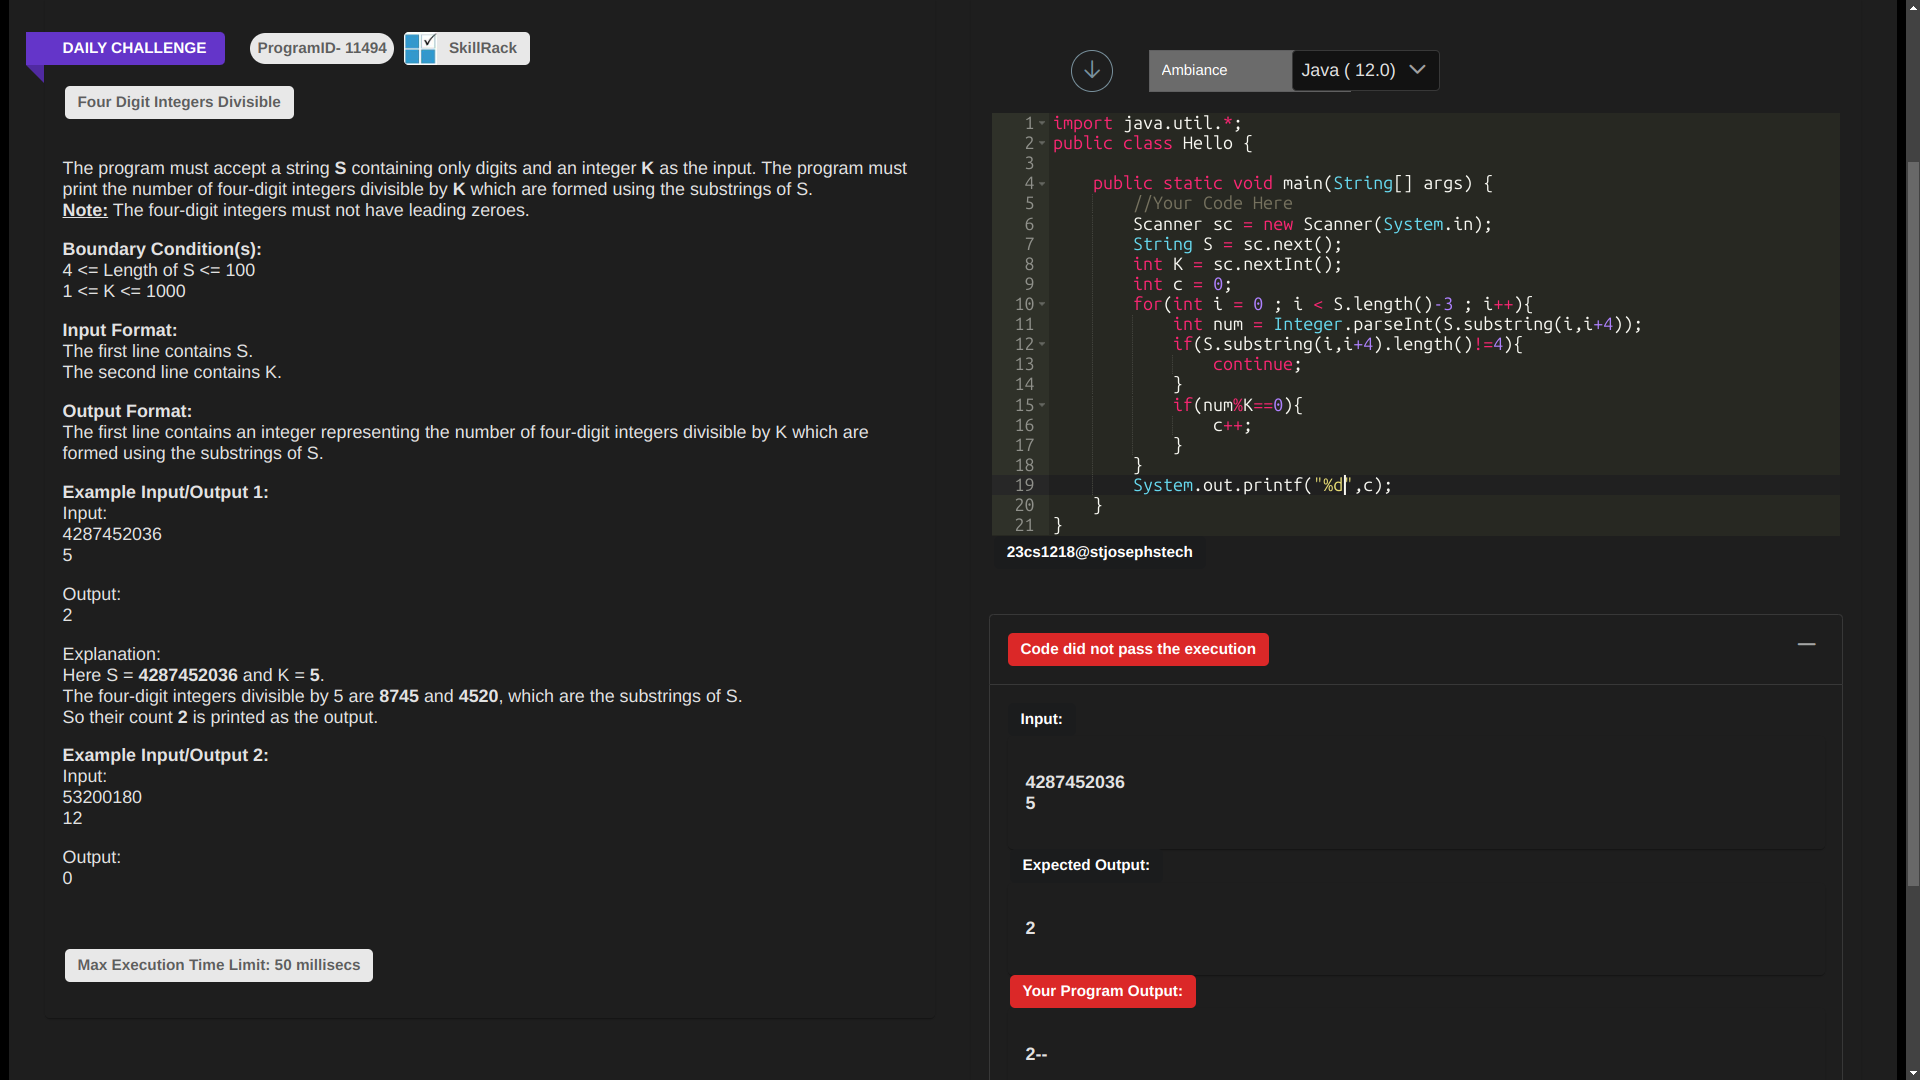 DAILY CHALLENGE
ProgramID- 11494
SkillRack
Four Digit Integers Divisible
The program must accept a string S containing only digits and an integer K as the input. The program must
print the number of four-digit integers divisible by K which are formed using the substrings of S.
Note: The four-digit integers must not have leading zeroes.
Boundary Condition(s):
4 <= Length of S <= 100
1 <= K <= 1000
Input Format:
The first line contains S.
The second line contains K.
Output Format:
The first line contains an integer representing the number of four-digit integers divisible by K which are
formed using the substrings of S.
Example Input/Output 1:
Input:
4287452036
5
Output:
2
Explanation:
Here S = 4287452036 and K = 5.
The four-digit integers divisible by 5 are 8745 and 4520, which are the substrings of S.
So their count 2 is printed as the output.
Example Input/Output 2:
Input:
53200180
12
Output:
0
Max Execution Time Limit: 50 millisecs
Ambiance
Java ( 12.0)
1 import java.util.*;
2 public class Hello {
3
4     public static void main(String[] args) {
5         //Your Code Here
6         Scanner sc = new Scanner(System.in);
7         String S = sc.next();
8         int K = sc.nextInt();
9         int c = 0;
10         for(int i = 0 ; i < S.length()-3 ; i++){
11             int num = Integer.parseInt(S.substring(i,i+4));
12             if(S.substring(i,i+4).length()!=4){
13                 continue;
14             }
15             if(num%K==0){
16                 c++;
17             }
18         }
19         System.out.printf("%d",c);
20     }
21 }
23cs1218@stjosephstech
Code did not pass the execution
Input:
4287452036
5
Expected Output:
2
Your Program Output:
2--